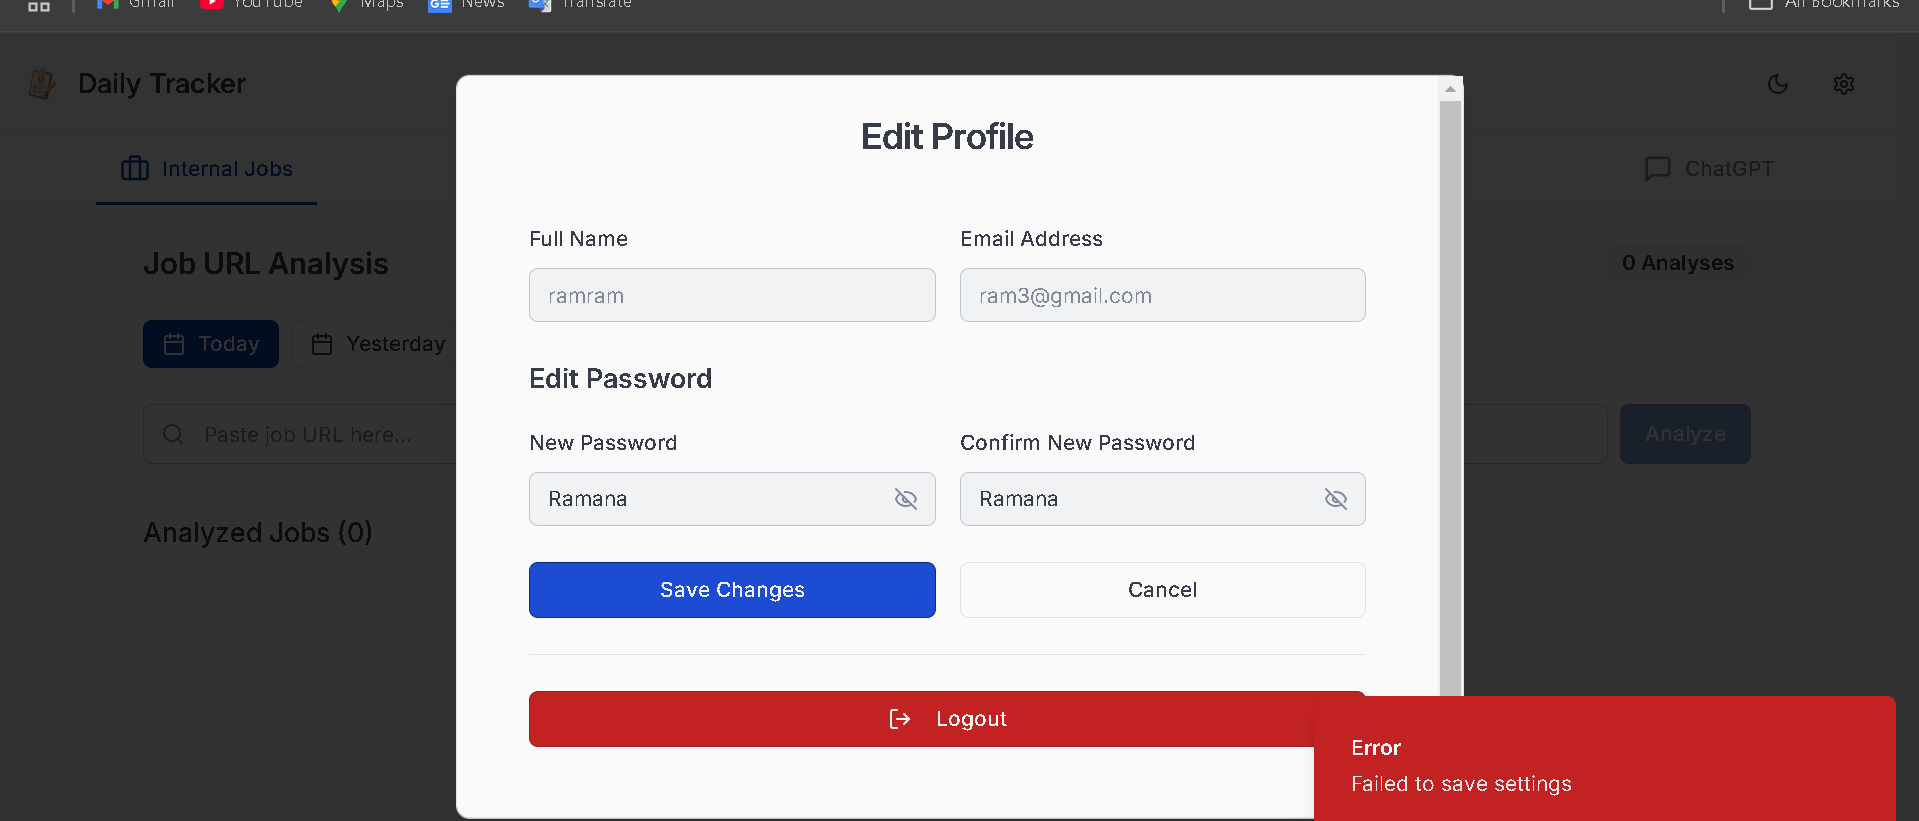 Gmail YouTube Maps News Translate All Bookmarks
Daily Tracker
Internal Jobs ChatGPT
Job URL Analysis 0 Analyses
Today Yesterday
Paste job URL here... Analyze
Analyzed Jobs (0)
Edit Profile
Full Name Email Address
ramram ram3@gmail.com
Edit Password
New Password Confirm New Password
Ramana Ramana
Save Changes Cancel
Logout
Error
Failed to save settings